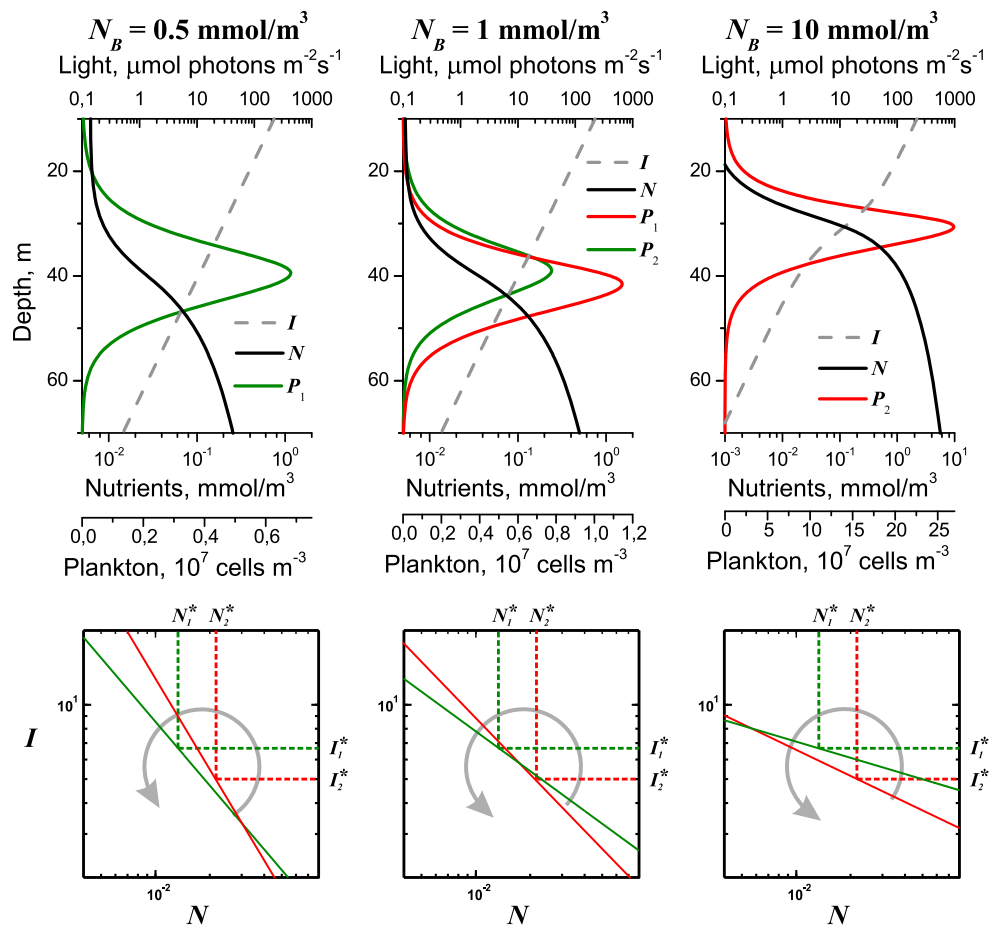 N_B = 0.5 mmol/m³
Light, μmol photons m⁻²s⁻¹
0,1 1 10 100 1000
20
40
60
Depth, m
I
N
P₁
10⁻² 10⁻¹ 10⁰
Nutrients, mmol/m³
0,0 0,2 0,4 0,6
Plankton, 10⁷ cells m⁻³
N_B = 1 mmol/m³
Light, μmol photons m⁻²s⁻¹
0,1 1 10 100 1000
I
N
P₁
P₂
10⁻² 10⁻¹ 10⁰
Nutrients, mmol/m³
0,0 0,2 0,4 0,6 0,8 1,0 1,2
Plankton, 10⁷ cells m⁻³
N_B = 10 mmol/m³
Light, μmol photons m⁻²s⁻¹
0,1 1 10 100 1000
20
40
60
I
N
P₂
10⁻³ 10⁻² 10⁻¹ 10⁰ 10¹
Nutrients, mmol/m³
0 5 10 15 20 25
Plankton, 10⁷ cells m⁻³
N₁* N₂*
10¹
I
I₁*
I₂*
10⁻²
N
N₁* N₂*
10¹
I₁*
I₂*
10⁻²
N
N₁* N₂*
10¹
I₁*
I₂*
10⁻²
N